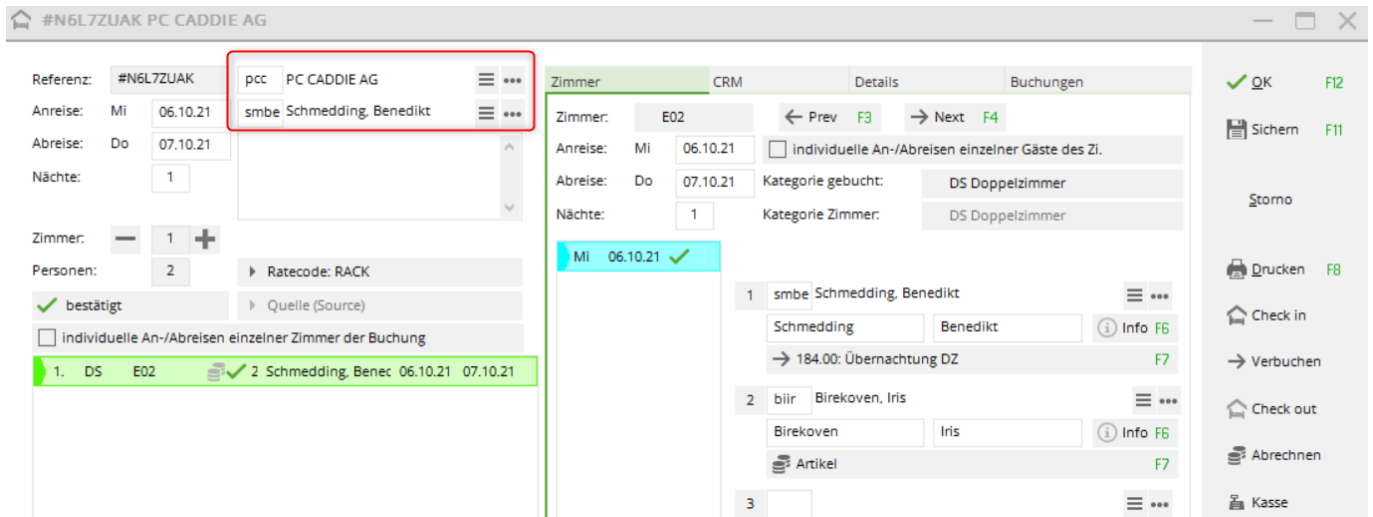 #N6L7ZUAK PC CADDIE AG
Referenz: #N6L7ZUAK pcc PC CADDIE AG
Anreise: Mi 06.10.21 smbe Schmedding, Benedikt
Abreise: Do 07.10.21
Nächte: 1
Zimmer: 1
Personen: 2 Ratecode: RACK
bestätigt Quelle (Source)
individuelle An-/Abreisen einzelner Zimmer der Buchung
1. DS E02 2 Schmedding, Benec 06.10.21 07.10.21
Zimmer CRM Details Buchungen
Zimmer: E02 Prev F3 Next F4
Anreise: Mi 06.10.21 individuelle An-/Abreisen einzelner Gäste des Zi.
Abreise: Do 07.10.21 Kategorie gebucht: DS Doppelzimmer
Nächte: 1 Kategorie Zimmer: DS Doppelzimmer
Mi 06.10.21
1 smbe Schmedding, Benedikt
Schmedding Benedikt Info F6
184.00: Übernachtung DZ F7
2 biir Birekoven, Iris
Birekoven Iris Info F6
Artikel F7
3
OK F12
Sichern F11
Storno
Drucken F8
Check in
Verbuchen
Check out
Abrechnen
Kasse